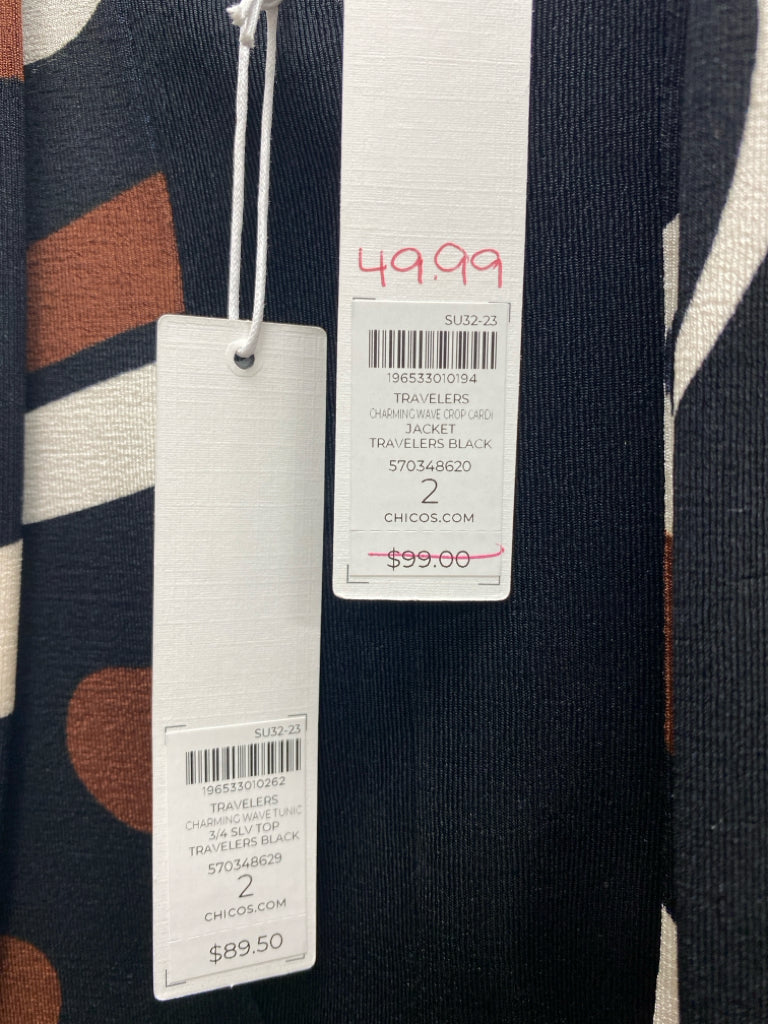 49.99
SU32-23
196533010194
TRAVELERS
CHARMING WAVE CROP CARDI
JACKET
TRAVELERS BLACK
570348620
2
CHICOS.COM
$99.00
SU32-23
196533010262
TRAVELERS
CHARMING WAVE TUNIC
3/4 SLV TOP
TRAVELERS BLACK
570348629
2
CHICOS.COM
$89.50